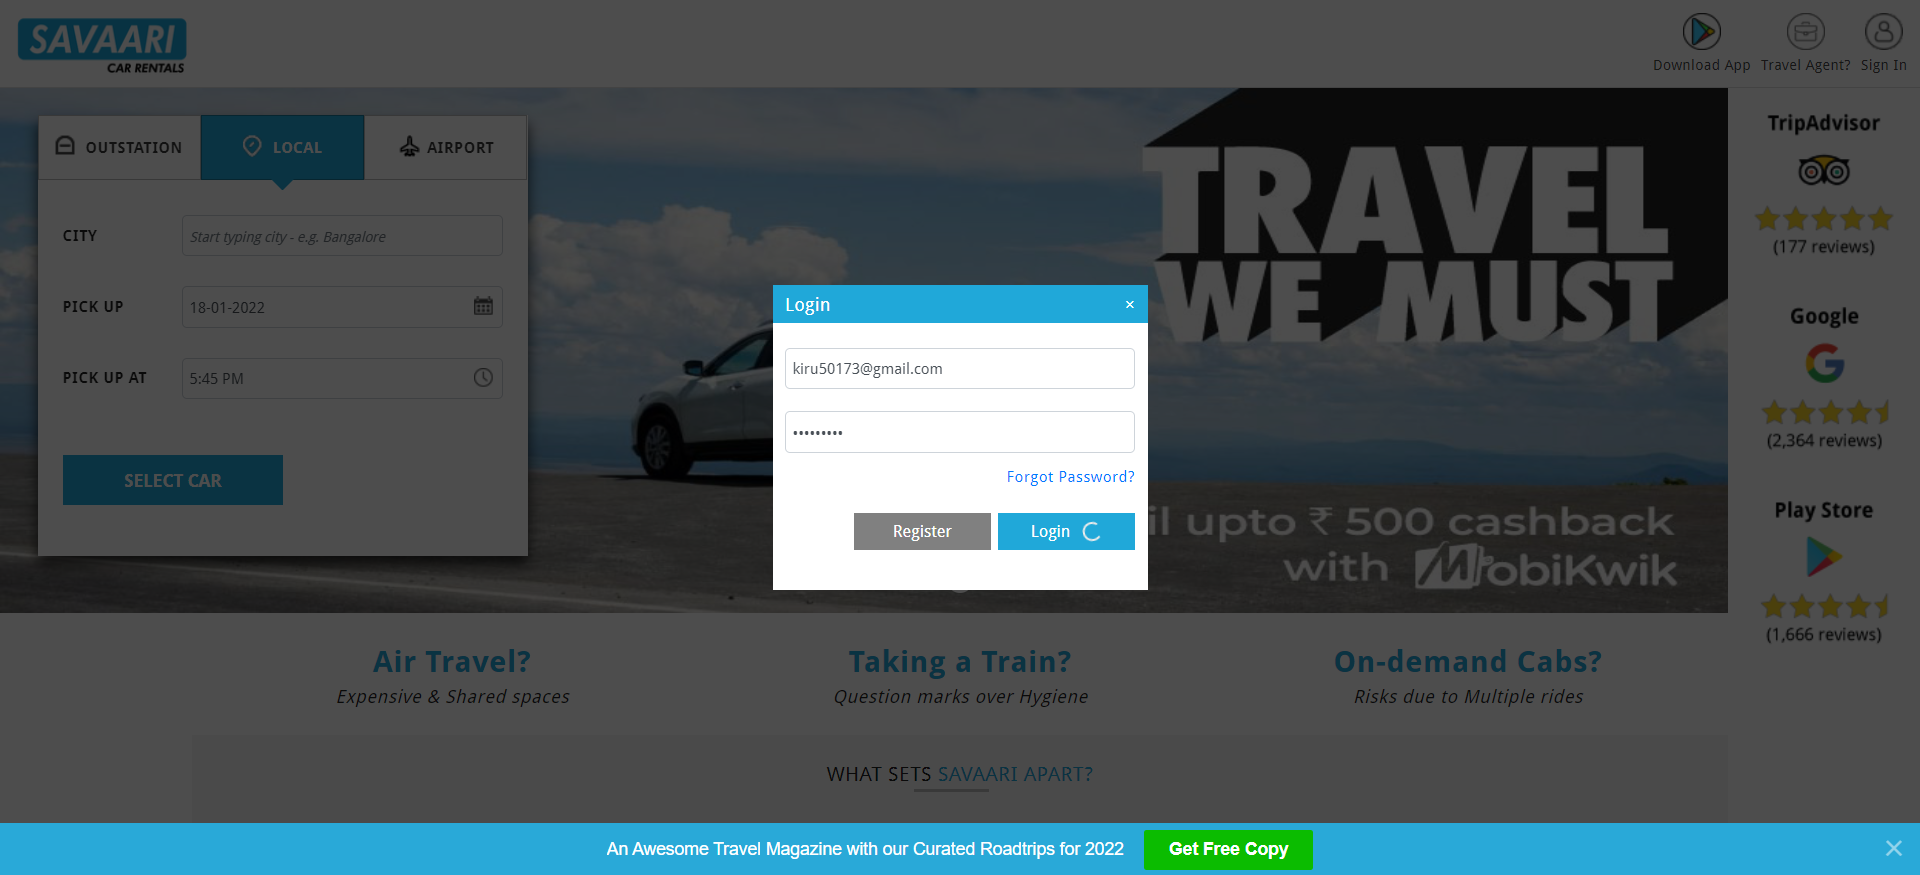 SAVAARI
CAR RENTALS
Download App
Travel Agent?
Sign In
OUTSTATION
LOCAL
AIRPORT
CITY
Start typing city - e.g. Bangalore
PICK UP
18-01-2022
PICK UP AT
5:45 PM
SELECT CAR
TRAVEL
WE MUST
il upto ₹ 500 cashback
with MobiKwik
Login
×
kiru50173@gmail.com
•••••••••
Forgot Password?
Register
Login
TripAdvisor
(177 reviews)
Google
(2,364 reviews)
Play Store
(1,666 reviews)
Air Travel?
Expensive & Shared spaces
Taking a Train?
Question marks over Hygiene
On-demand Cabs?
Risks due to Multiple rides
WHAT SETS SAVAARI APART?
An Awesome Travel Magazine with our Curated Roadtrips for 2022
Get Free Copy
×